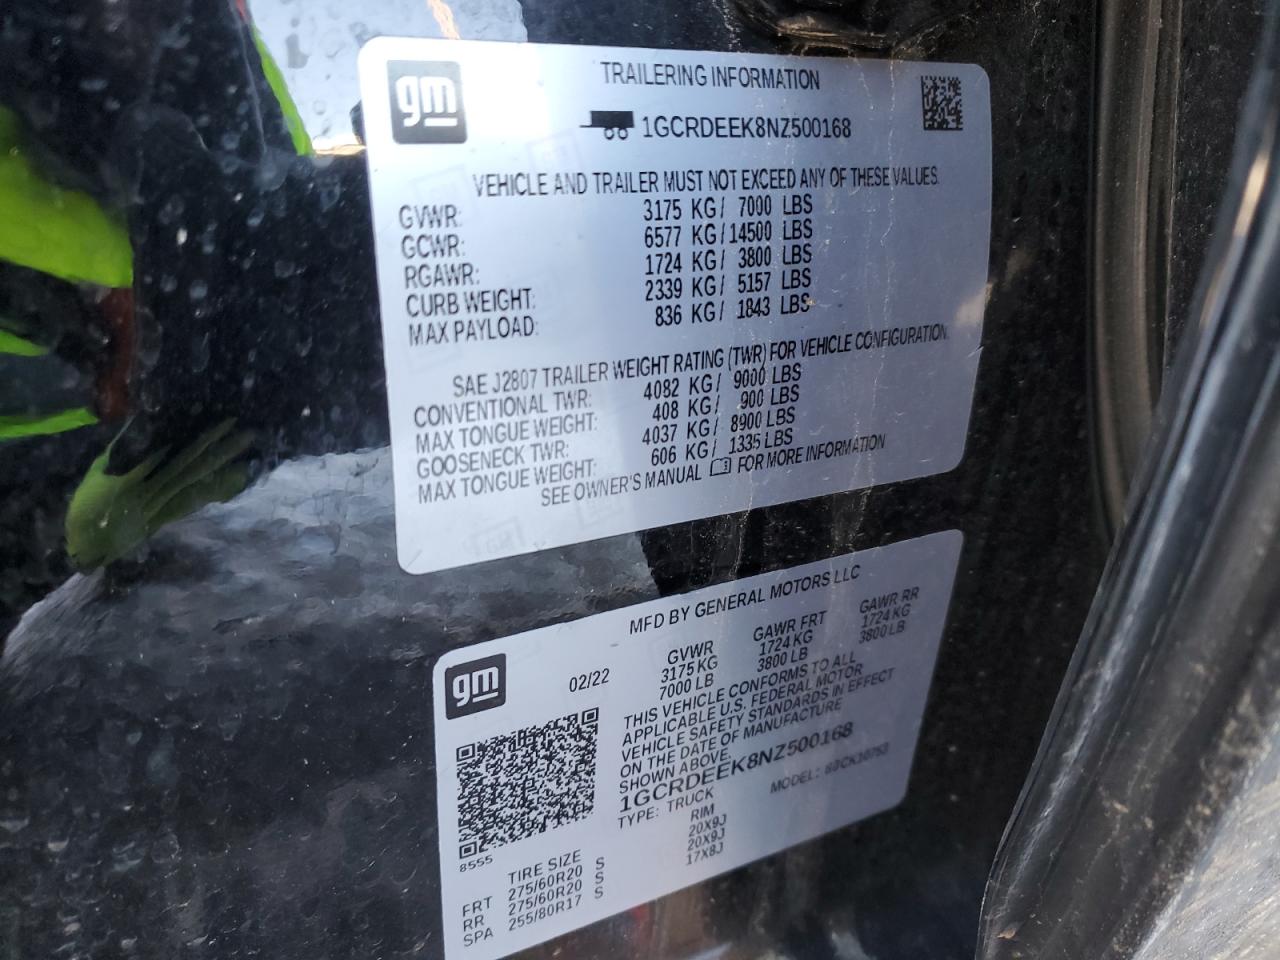 gm
TRAILERING INFORMATION
1GCRDEEK8NZ500168
VEHICLE AND TRAILER MUST NOT EXCEED ANY OF THESE VALUES.
GVWR: 3175 KG/ 7000 LBS
GCWR: 6577 KG/ 14500 LBS
RGAWR: 1724 KG/ 3800 LBS
CURB WEIGHT: 2339 KG/ 5157 LBS
MAX PAYLOAD: 836 KG/ 1843 LBS
SAE J2807 TRAILER WEIGHT RATING (TWR) FOR VEHICLE CONFIGURATION.
CONVENTIONAL TWR: 4082 KG/ 9000 LBS
MAX TONGUE WEIGHT: 408 KG/ 900 LBS
GOOSENECK TWR: 4037 KG/ 8900 LBS
MAX TONGUE WEIGHT: 606 KG/ 1335 LBS
SEE OWNER'S MANUAL FOR MORE INFORMATION
MFD BY GENERAL MOTORS LLC
gm
02/22
GVWR GAWR FRT GAWR RR
3175 KG 1724 KG 1724 KG
7000 LB 3800 LB 3800 LB
THIS VEHICLE CONFORMS TO ALL
APPLICABLE U.S. FEDERAL MOTOR
VEHICLE SAFETY STANDARDS IN EFFECT
ON THE DATE OF MANUFACTURE
SHOWN ABOVE.
1GCRDEEK8NZ500168
TYPE: TRUCK MODEL:
8555
TIRE SIZE RIM
FRT 275/60R20 S 20X9J
RR 275/60R20 S 20X9J
SPA 255/80R17 S 17X8J